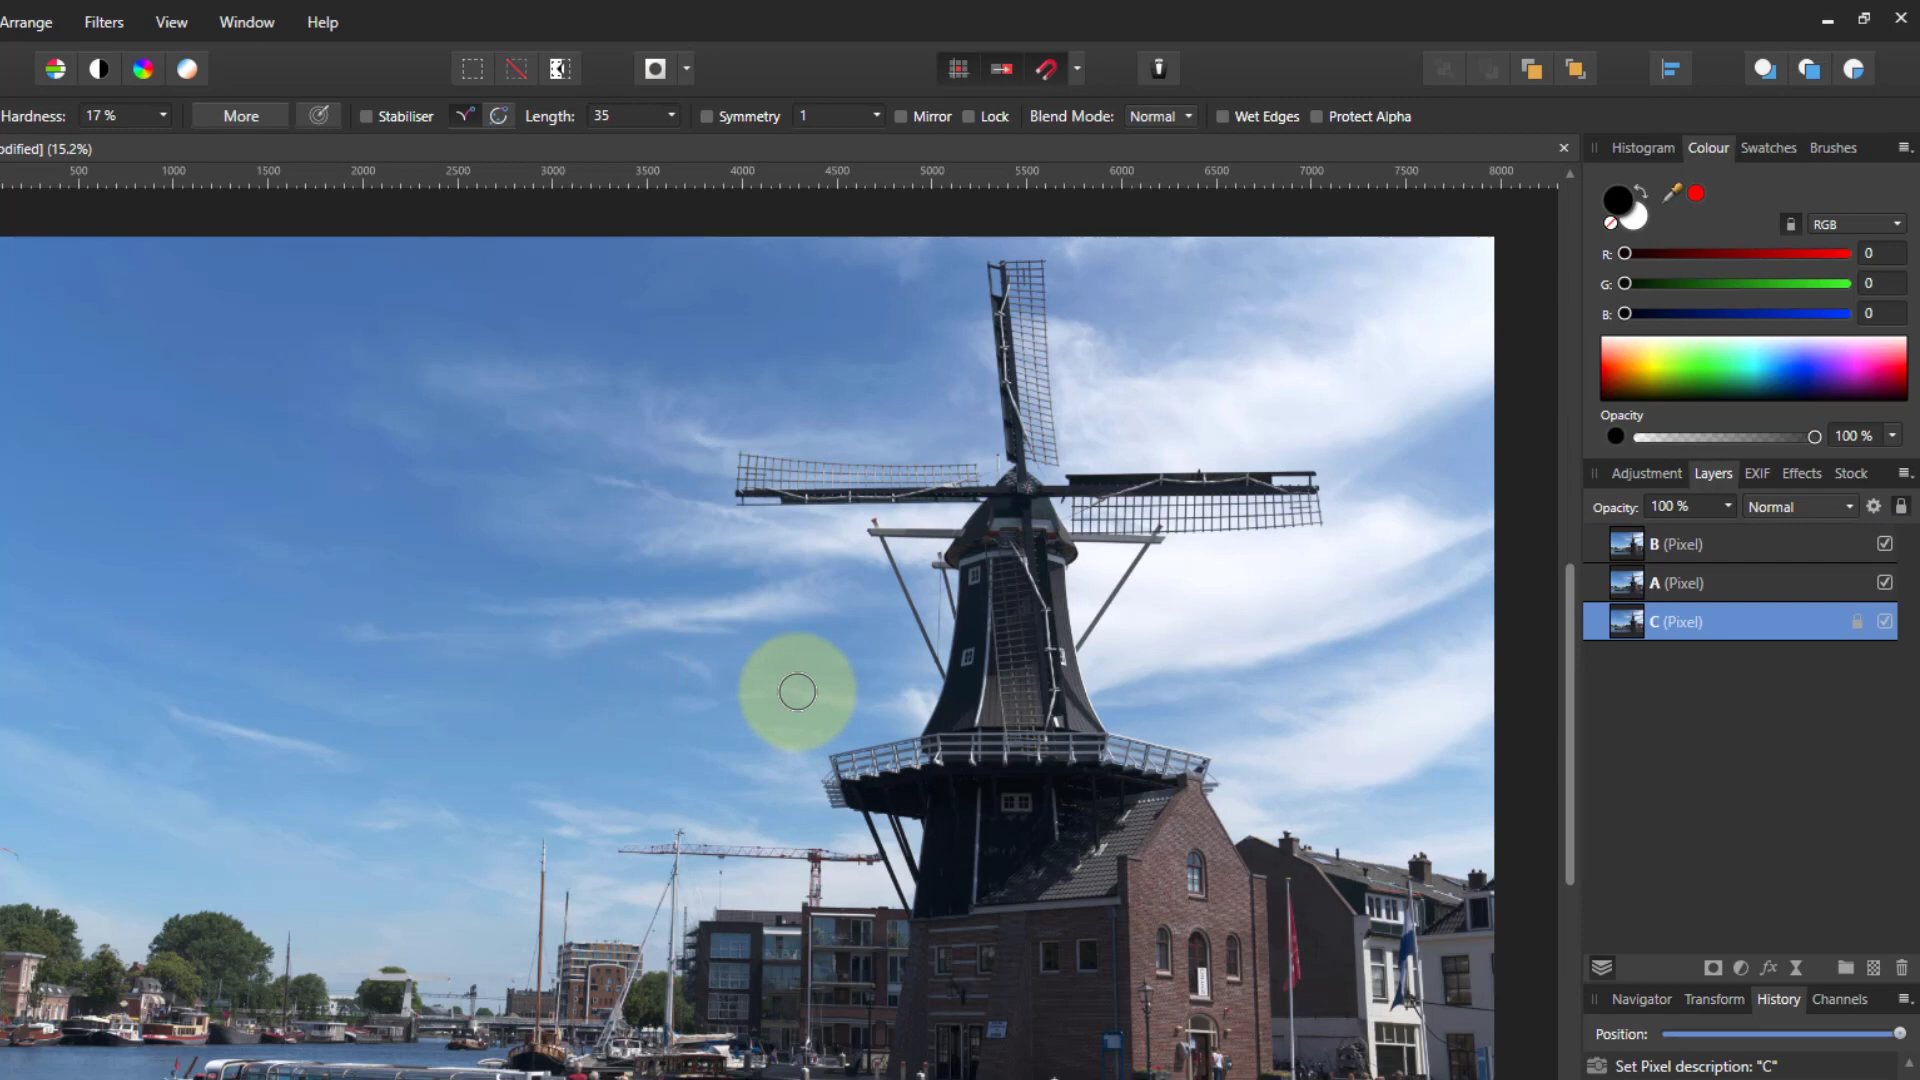 Arrange Filters View Window Help
Hardness: 17 % More Stabiliser Length: 35 Symmetry 1 Mirror Lock Blend Mode: Normal Wet Edges Protect Alpha
odified] (15.2%)
500 1000 1500 2000 2500 3000 3500 4000 4500 5000 5500 6000 6500 7000 7500 8000
Histogram Colour Swatches Brushes
RGB
R: 0
G: 0
B: 0
Opacity
100 %
Adjustment Layers EXIF Effects Stock
Opacity: 100 % Normal
B (Pixel)
A (Pixel)
C (Pixel)
fx
Navigator Transform History Channels
Position:
Set Pixel description: "C"